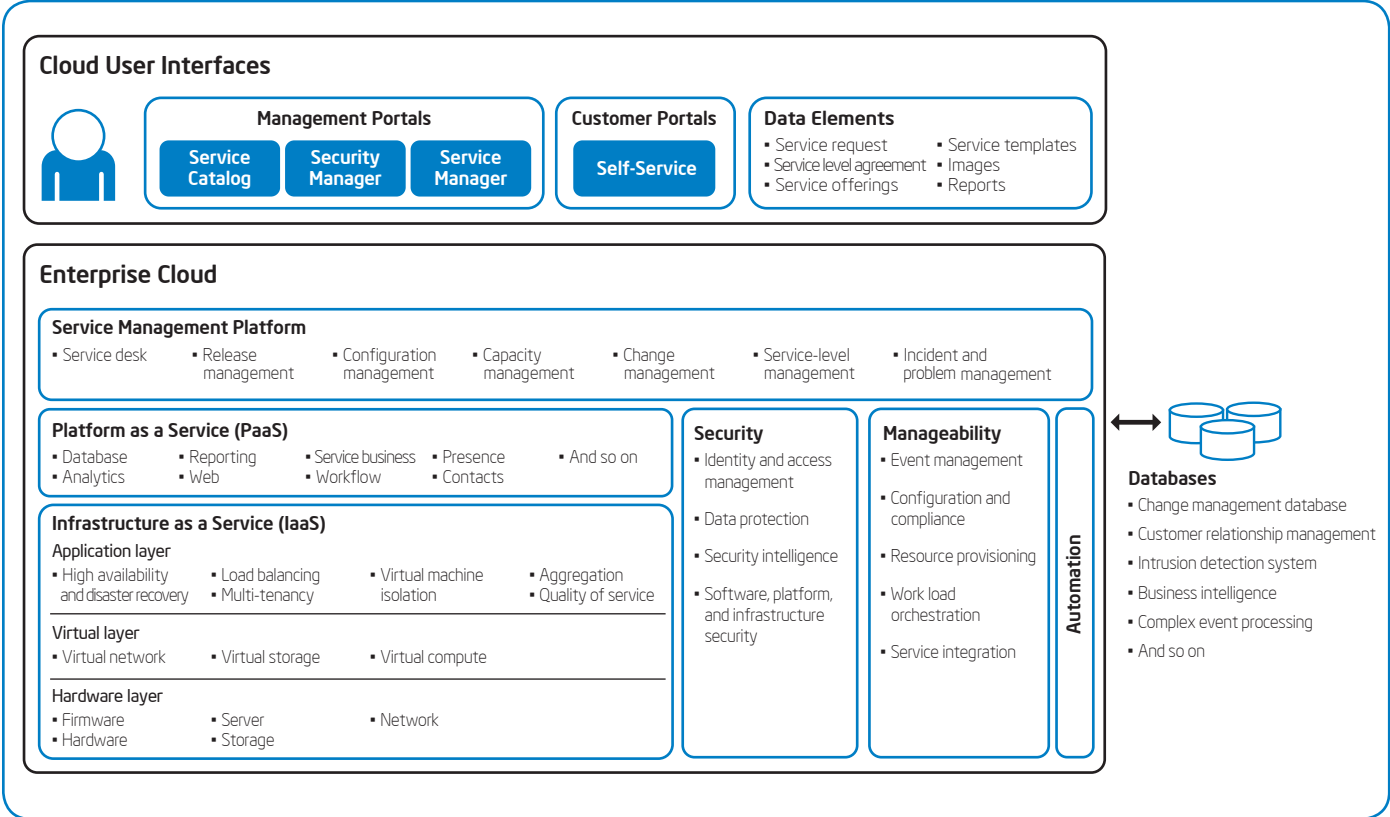 Cloud User Interfaces
Management Portals
Service
Catalog
Security
Manager
Service
Manager
Customer Portals
Self-Service
Data Elements
▪ Service request
▪ Service level agreement
▪ Service offerings
▪ Service templates
▪ Images
▪ Reports
Enterprise Cloud
Service Management Platform
▪ Service desk
▪ Release
management
▪ Configuration
management
▪ Capacity
management
▪ Change
management
▪ Service-level
management
▪ Incident and
problem management
Platform as a Service (PaaS)
▪ Database
▪ Analytics
▪ Reporting
▪ Web
▪ Service business
▪ Workflow
▪ Presence
▪ Contacts
▪ And so on
Infrastructure as a Service (IaaS)
Application layer
▪ High availability
and disaster recovery
▪ Load balancing
▪ Multi-tenancy
▪ Virtual machine
isolation
▪ Aggregation
▪ Quality of service
Virtual layer
▪ Virtual network
▪ Virtual storage
▪ Virtual compute
Hardware layer
▪ Firmware
▪ Hardware
▪ Server
▪ Storage
▪ Network
Security
▪ Identity and access
management
▪ Data protection
▪ Security intelligence
▪ Software, platform,
and infrastructure
security
Manageability
▪ Event management
▪ Configuration and
compliance
▪ Resource provisioning
▪ Work load
orchestration
▪ Service integration
Automation
Databases
▪ Change management database
▪ Customer relationship management
▪ Intrusion detection system
▪ Business intelligence
▪ Complex event processing
▪ And so on